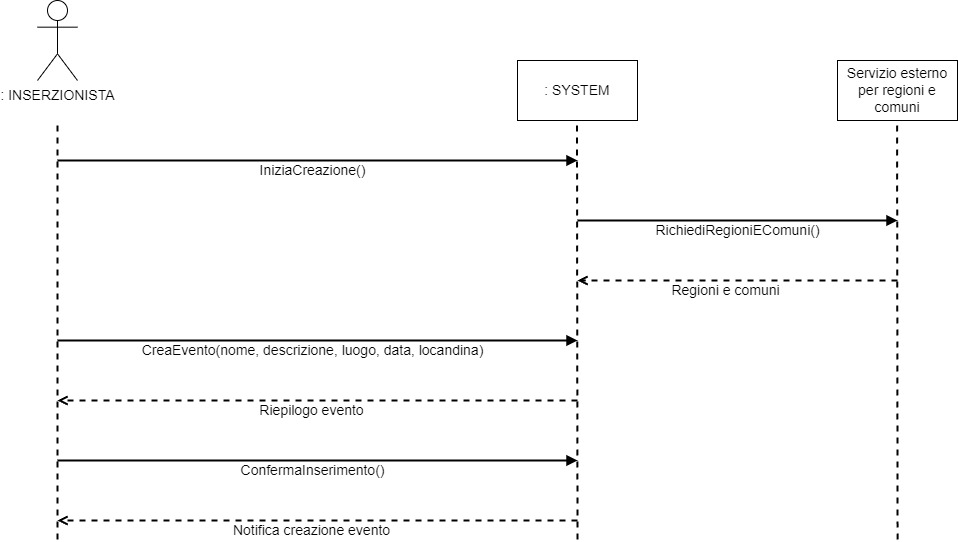 : INSERZIONISTA
: SYSTEM
Servizio esterno
per regioni e
comuni
IniziaCreazione()
RichiediRegioniEComuni()
Regioni e comuni
CreaEvento(nome, descrizione, luogo, data, locandina)
Riepilogo evento
ConfermaInserimento()
Notifica creazione evento